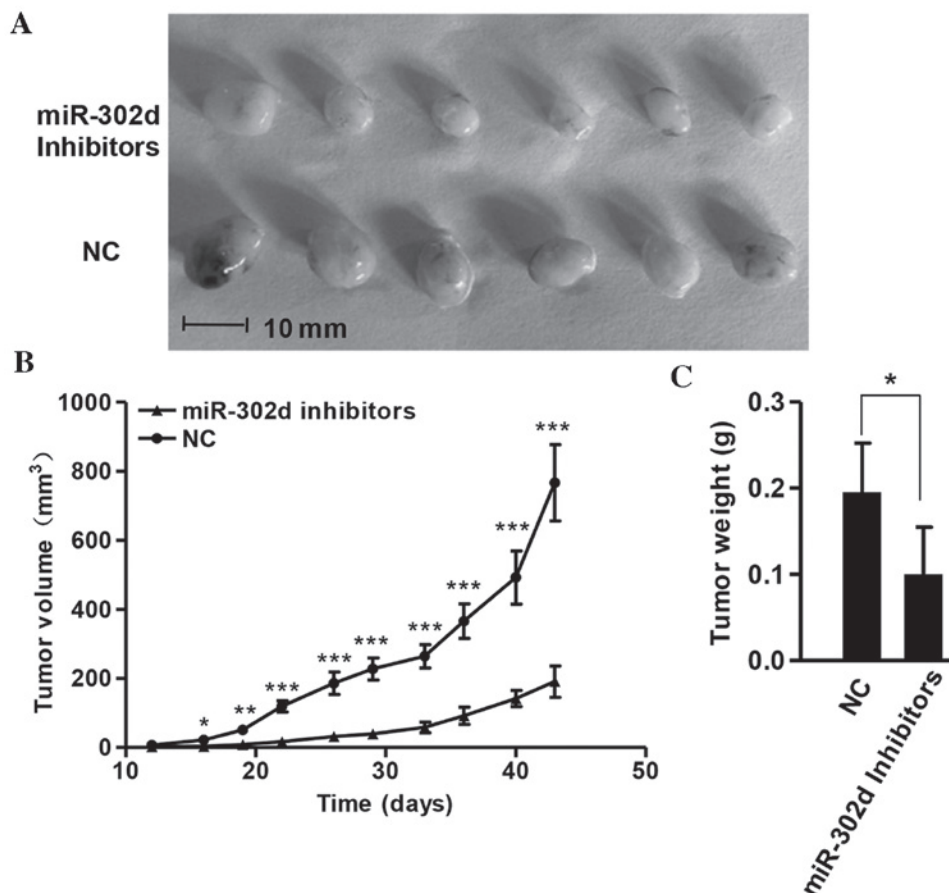 A
miR-302d
Inhibitors
NC
10 mm
B
1000
800
600
400
200
0
Tumor volume (mm³)
miR-302d inhibitors
NC
*
**
***
***
***
***
***
***
***
10
20
30
40
50
Time (days)
C
*
0.3
0.2
0.1
0.0
Tumor weight (g)
NC
miR-302d Inhibitors